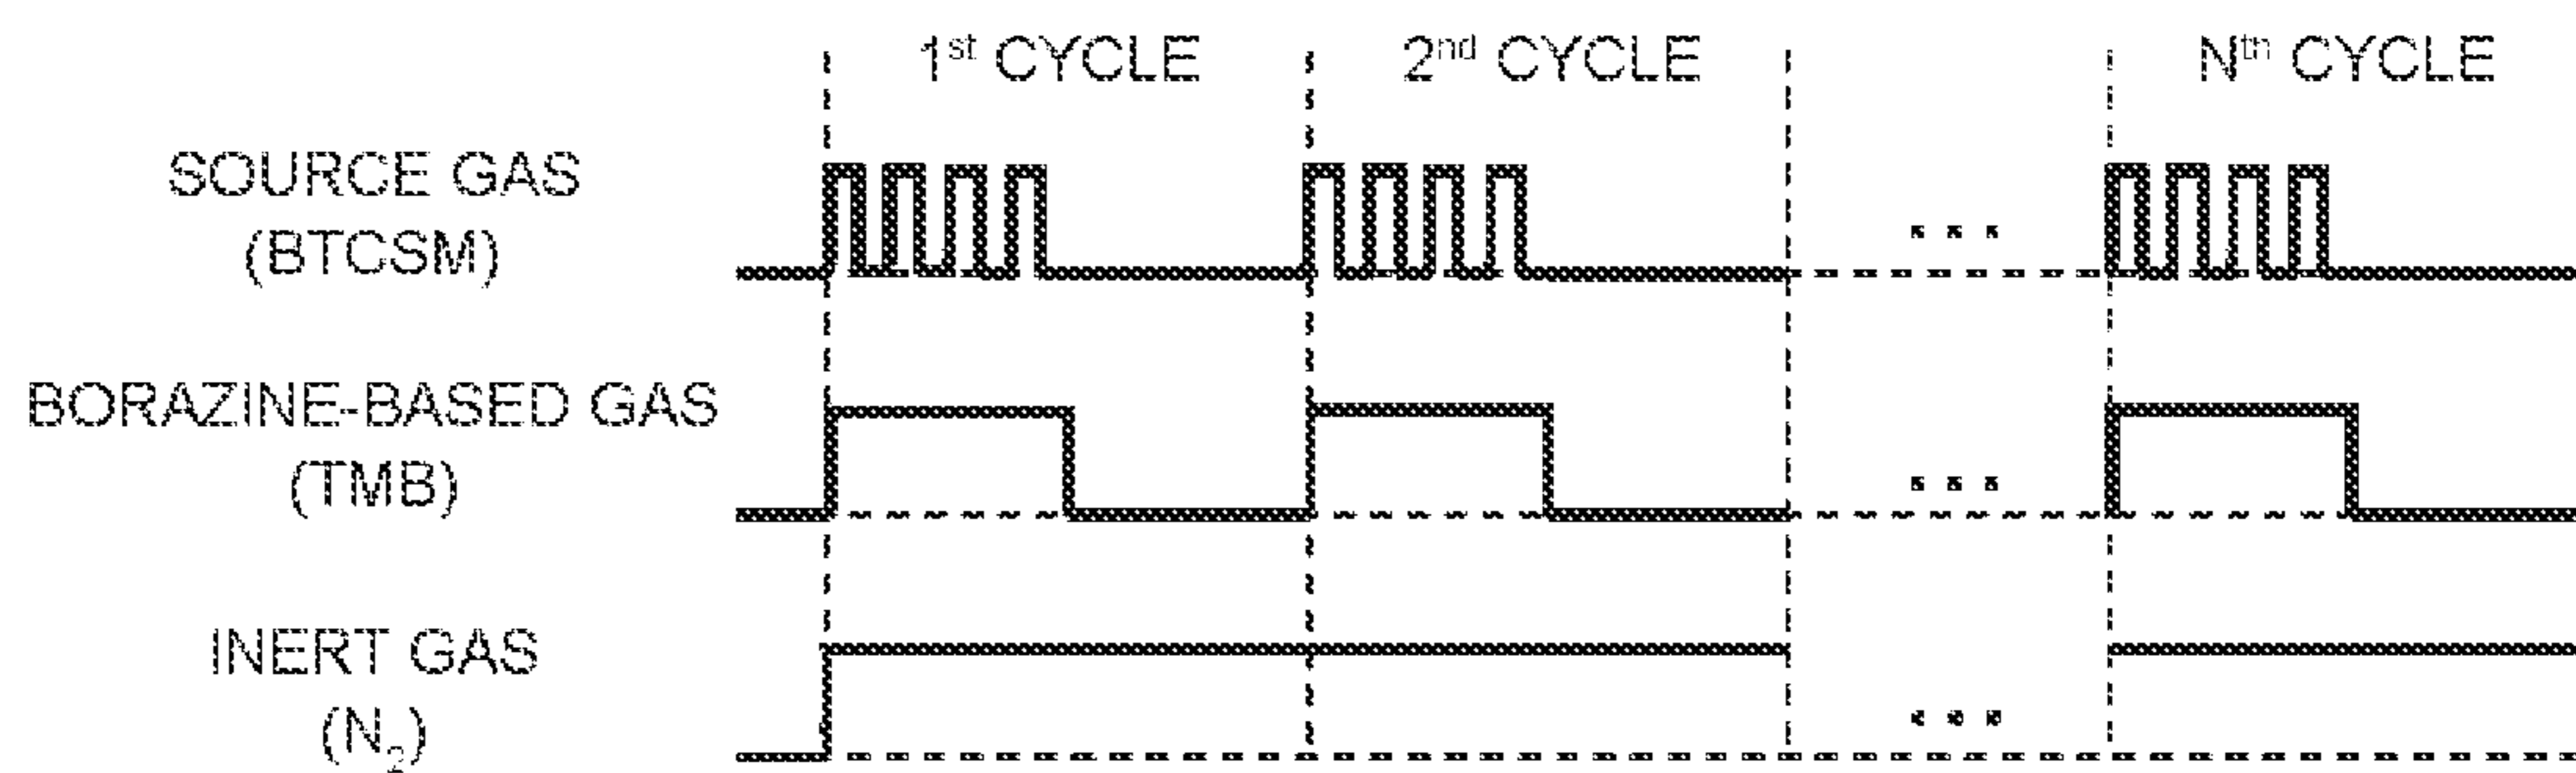 1st CYCLE 2nd CYCLE Nth CYCLE
SOURCE GAS
(BTCSM)
...
BORAZINE-BASED GAS
(TMB)
...
INERT GAS
(N2)
...